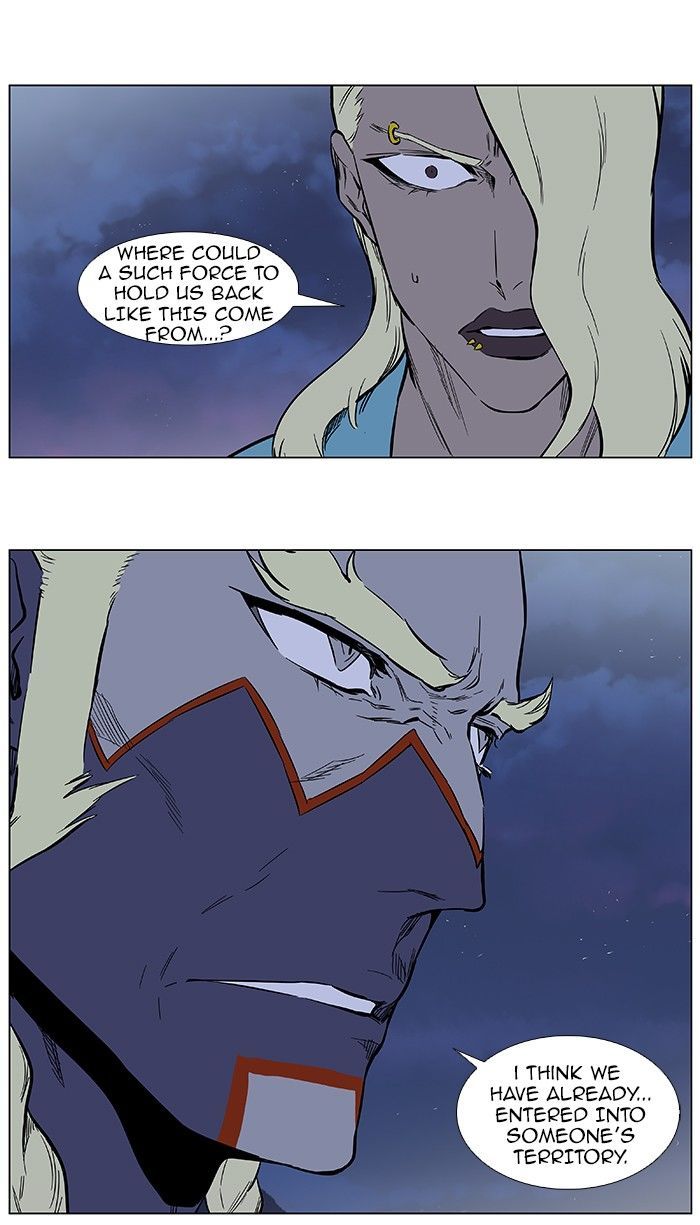 WHERE COULD
A SUCH FORCE TO
HOLD US BACK
LIKE THIS COME
FROM...?
I THINK WE
HAVE ALREADY...
ENTERED INTO
SOMEONE'S
TERRITORY.